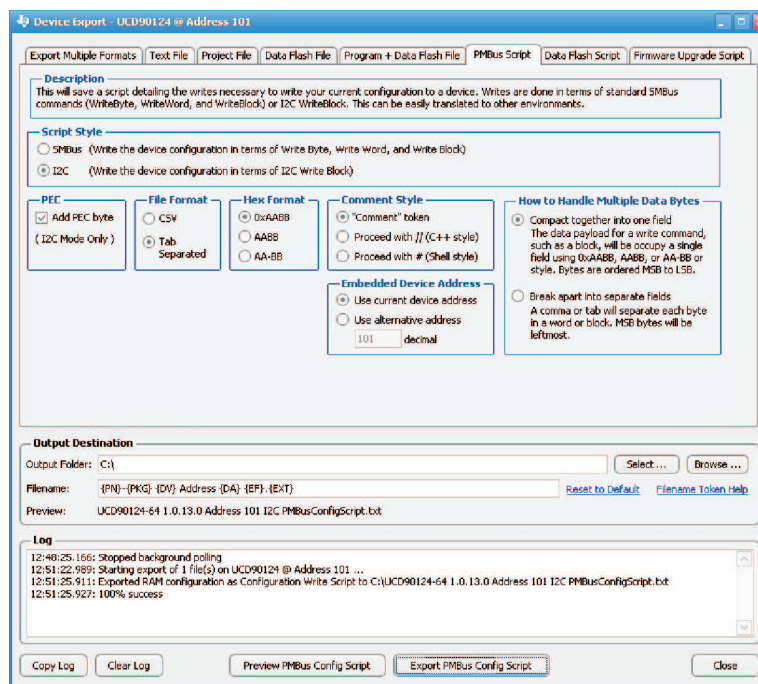 Device Export - UCD90124 @ Address 101
Export Multiple Formats Text File Project File Data Flash File Program + Data Flash File PMBus Script Data Flash Script Firmware Upgrade Script
Description
This will save a script detailing the writes necessary to write your current configuration to a device. Writes are done in terms of standard SMBus
commands (WriteByte, WriteWord, and WriteBlock) or I2C WriteBlock. This can be easily translated to other environments.
Script Style
SMBus (Write the device configuration in terms of Write Byte, Write Word, and Write Block)
I2C (Write the device configuration in terms of I2C Write Block)
PEC
Add PEC byte
( I2C Mode Only )
File Format
CSV
Tab
Separated
Hex Format
0xAABB
AABB
AA-BB
Comment Style
"Comment" token
Proceed with // (C++ style)
Proceed with # (Shell style)
Embedded Device Address
Use current device address
Use alternative address
101 decimal
How to Handle Multiple Data Bytes
Compact together into one field
The data payload for a write command,
such as a block, will be occupy a single
field using 0xAABB, AABB, or AA-BB or
style. Bytes are ordered MSB to LSB.
Break apart into separate fields
A comma or tab will separate each byte
in a word or block. MSB bytes will be
leftmost.
Output Destination
Output Folder: C:\ Select ... Browse ...
Filename: {PN}-{PKG} {DV} Address {DA} {EF}.{EXT} Reset to Default Filename Token Help
Preview: UCD90124-64 1.0.13.0 Address 101 I2C PMBusConfigScript.txt
Log
12:48:25.166: Stopped background polling
12:51:22.989: Starting export of 1 file(s) on UCD90124 @ Address 101 ...
12:51:25.911: Exported RAM configuration as Configuration Write Script to C:\UCD90124-64 1.0.13.0 Address 101 I2C PMBusConfigScript.txt
12:51:25.927: 100% success
Copy Log Clear Log Preview PMBus Config Script Export PMBus Config Script Close